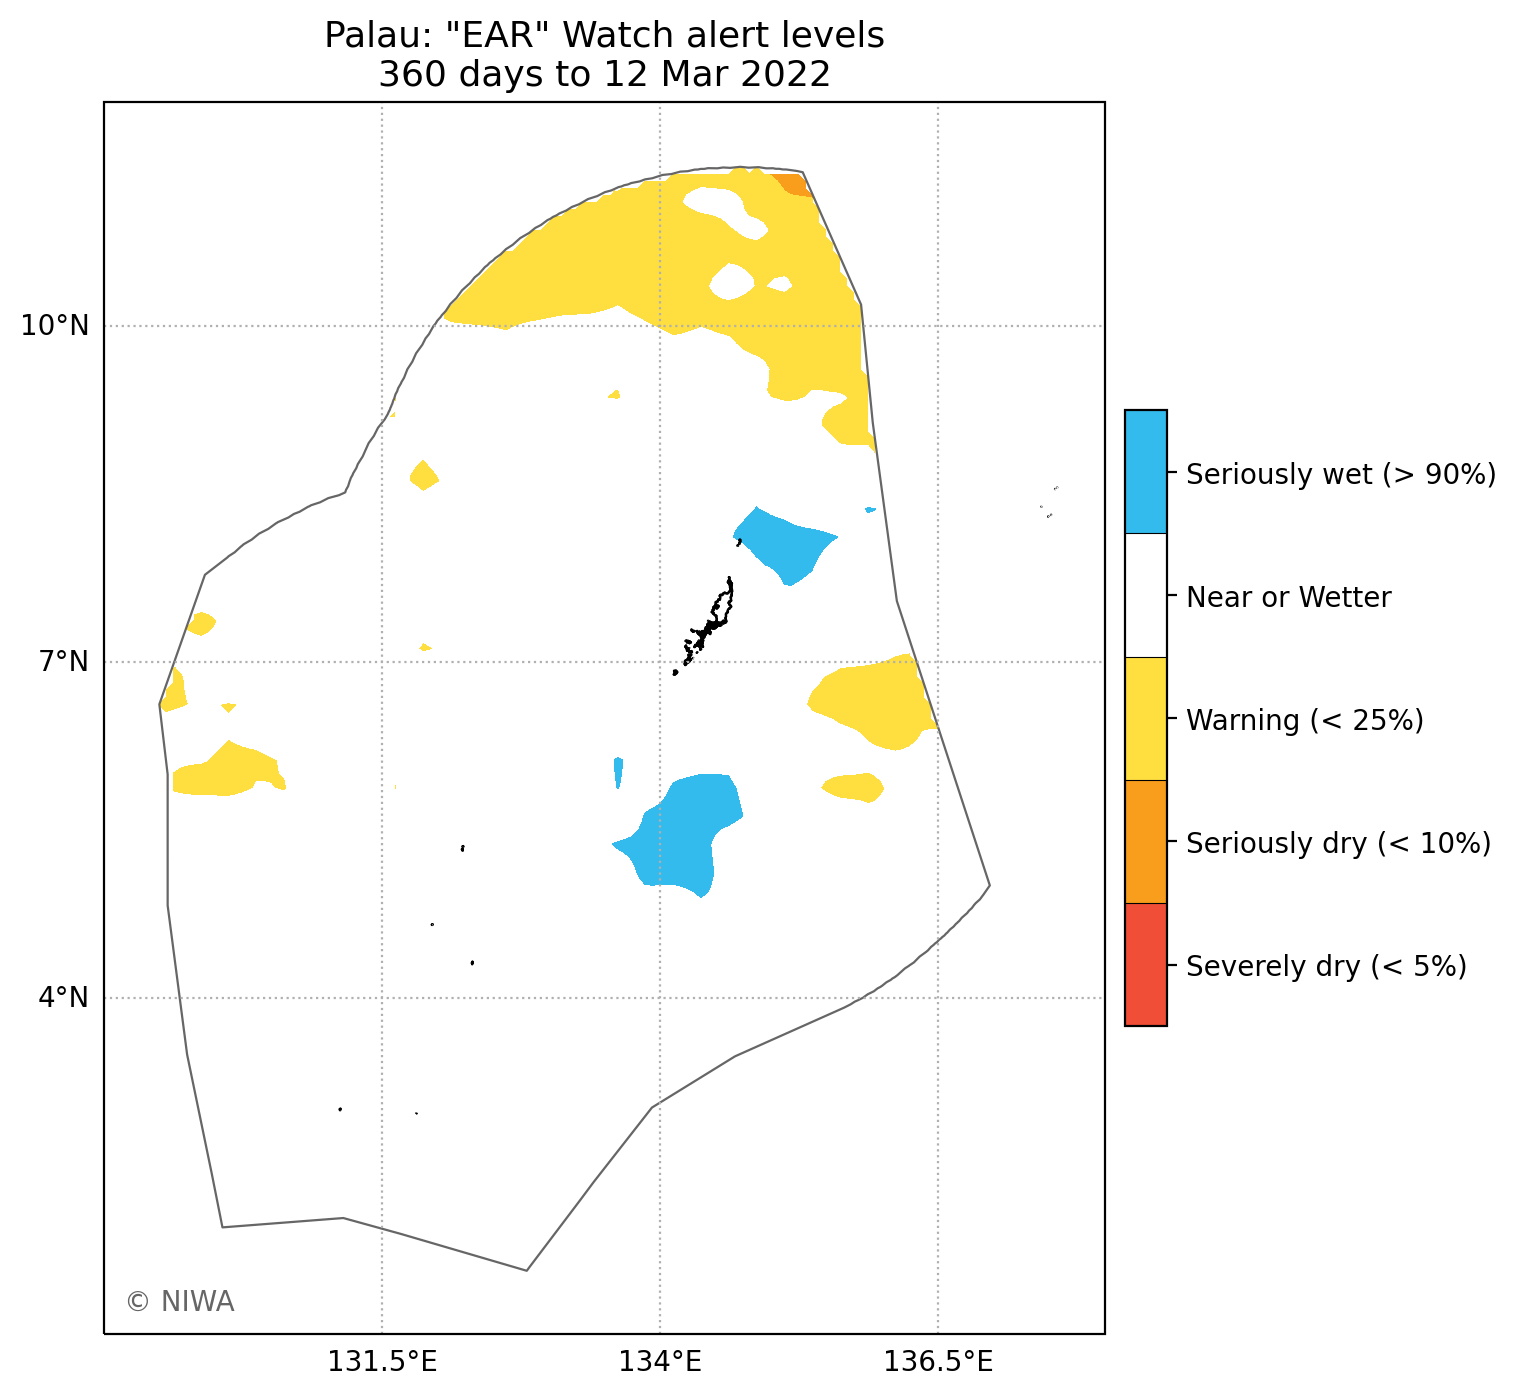 Palau: "EAR" Watch alert levels
360 days to 12 Mar 2022
10°N
7°N
4°N
131.5°E
134°E
136.5°E
Seriously wet (> 90%)
Near or Wetter
Warning (< 25%)
Seriously dry (< 10%)
Severely dry (< 5%)
© NIWA